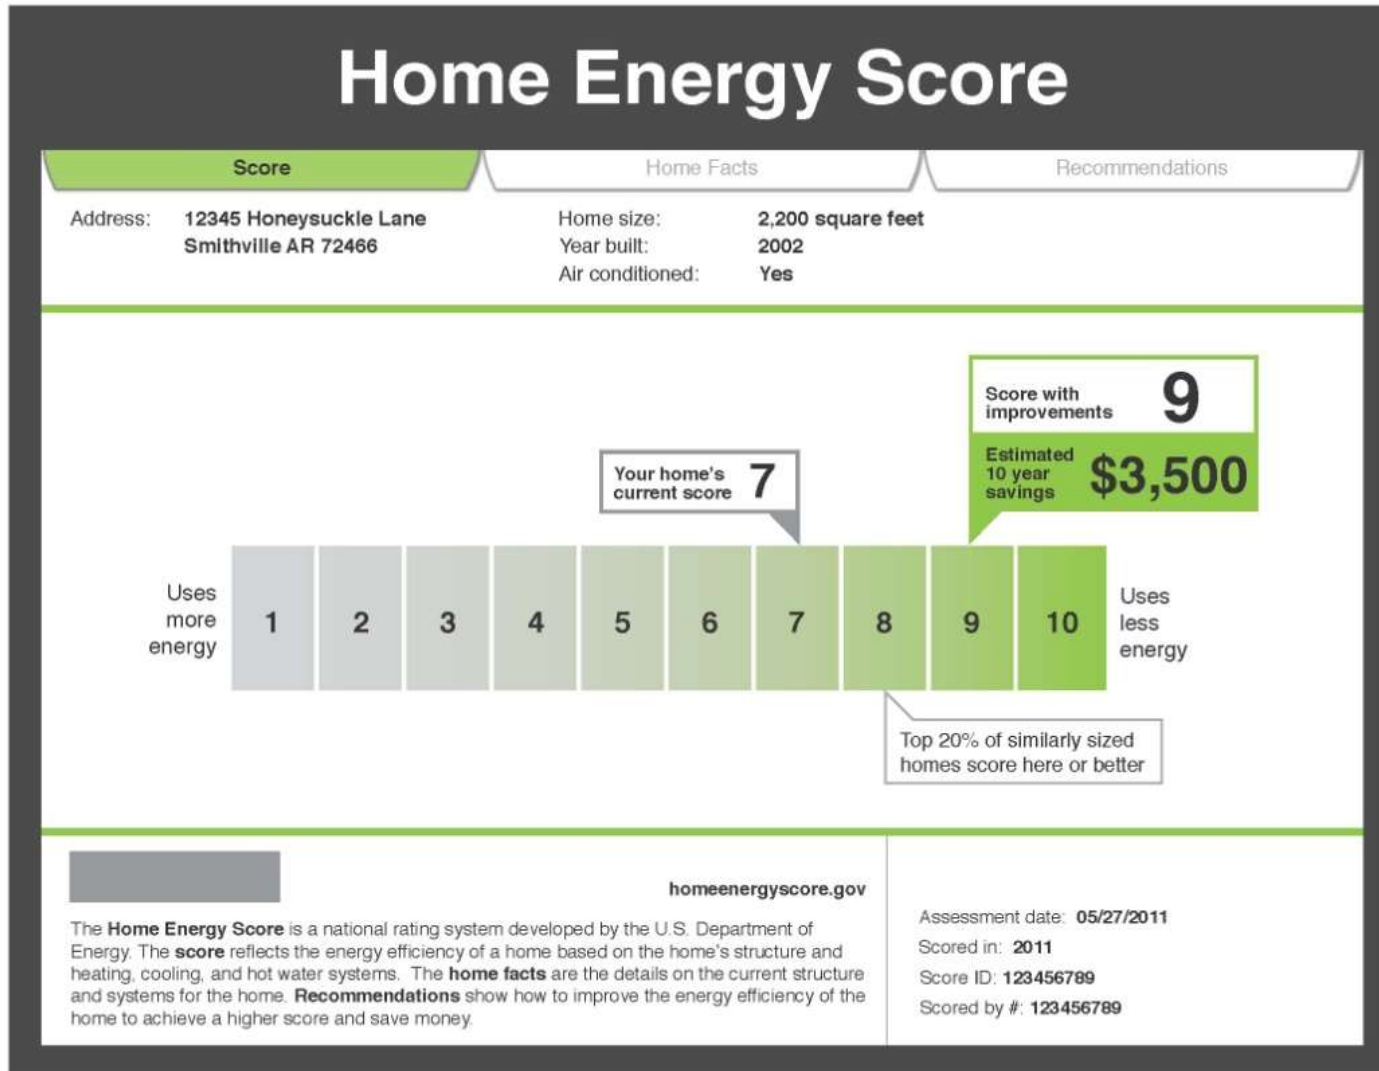 Home Energy Score
Score
Home Facts
Recommendations
Address: 12345 Honeysuckle Lane
Smithville AR 72466
Home size: 2,200 square feet
Year built: 2002
Air conditioned: Yes
Score with
improvements 9
Estimated
10 year
savings $3,500
Your home's
current score 7
Uses
more
energy
1 2 3 4 5 6 7 8 9 10
Uses
less
energy
Top 20% of similarly sized
homes score here or better
homeenergyscore.gov
The Home Energy Score is a national rating system developed by the U.S. Department of
Energy. The score reflects the energy efficiency of a home based on the home's structure and
heating, cooling, and hot water systems. The home facts are the details on the current structure
and systems for the home. Recommendations show how to improve the energy efficiency of the
home to achieve a higher score and save money.
Assessment date: 05/27/2011
Scored in: 2011
Score ID: 123456789
Scored by #: 123456789